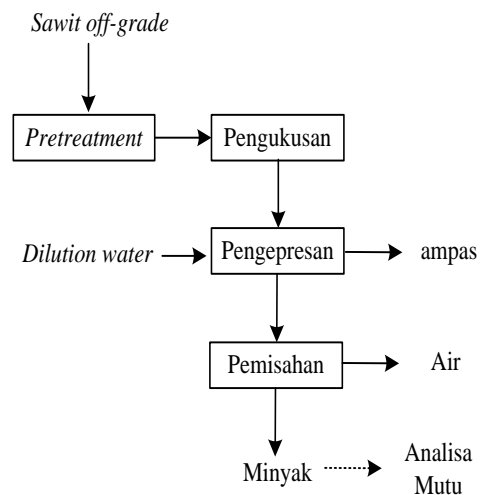 Sawit off-grade
Pretreatment
Pengukusan
Dilution water
Pengepresan
ampas
Pemisahan
Air
Minyak
Analisa
Mutu